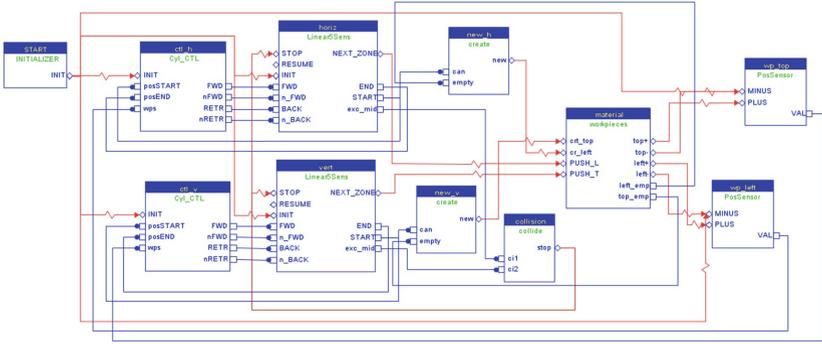 START
INITIALIZER
INIT
ctl_h
Cyl_CTL
INIT
posSTART FWD
posEND nFWD
wps RETR
nRETR
horiz
Linear5Sens
STOP NEXT_ZONE
RESUME
INIT
FWD END
n_FWD START
BACK exc_mid
n_BACK
new_h
create
new
can
empty
material
workpieces
crt_top top+
cr_left top-
PUSH_L left+
PUSH_T left-
left_emp
top_emp
wp_top
PosSensor
MINUS
PLUS
VAL
ctl_v
Cyl_CTL
INIT
posSTART FWD
posEND nFWD
wps RETR
nRETR
vert
Linear5Sens
STOP NEXT_ZONE
RESUME
INIT
FWD END
n_FWD START
BACK exc_mid
n_BACK
new_v
create
new
can
empty
collision
collide
stop
ci1
ci2
wp_left
PosSensor
MINUS
PLUS
VAL